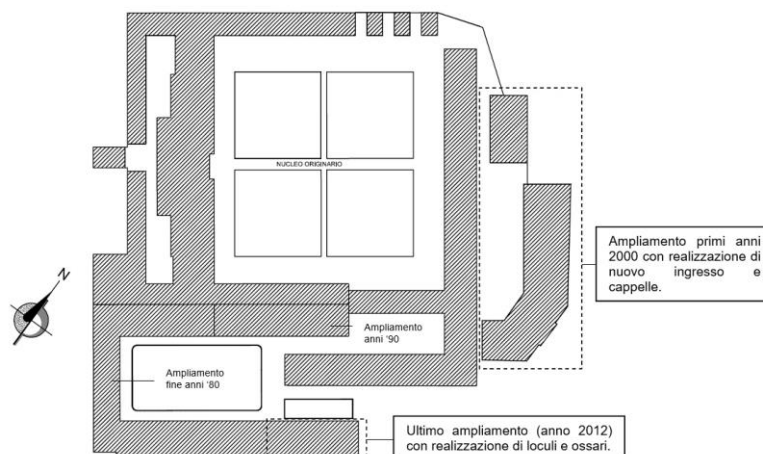 NUCLEO ORIGINARIO
N
Ampliamento primi anni
2000 con realizzazione di
nuovo ingresso e
cappelle.
Ampliamento
anni '90
Ampliamento
fine anni '80
Ultimo ampliamento (anno 2012)
con realizzazione di loculi e ossari.